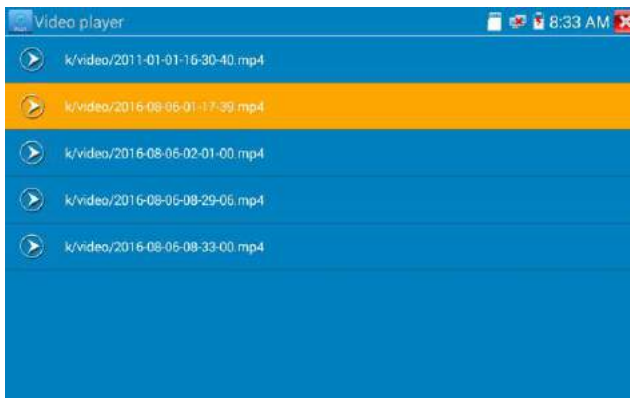 Video player
8:33 AM
k/video/2011-01-01-16-30-40.mp4
k/video/2016-08-06-01-17-39.mp4
k/video/2016-08-06-02-01-00.mp4
k/video/2016-08-06-08-29-06.mp4
k/video/2016-08-06-08-33-00.mp4